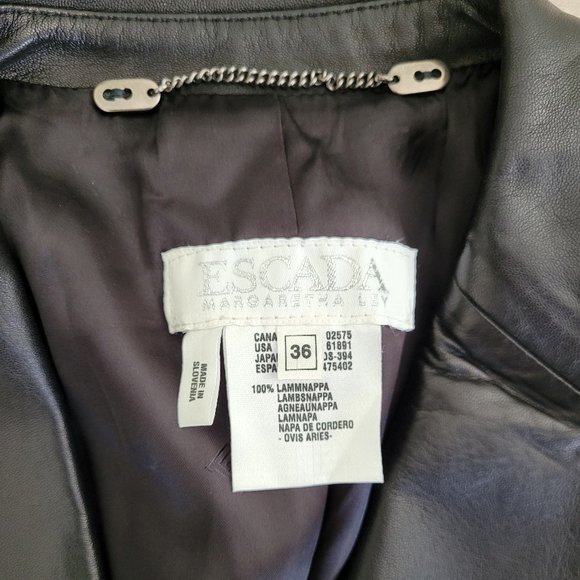 ESCADA
MARGARETHA LEY
MADE IN
SLOVENIA
36
CANA 02575
USA 61891
JAPA OS-394
ESPA 475402
100% LAMMNAPPA
LAMBSNAPPA
AGNEAUNAPPA
LAMNAPA
NAPA DE CORDERO
- OVIS ARIES-